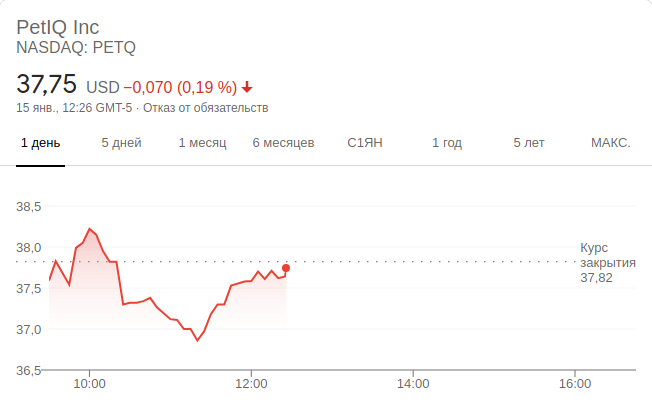 PetIQ Inc
NASDAQ: PETQ
37,75 USD −0,070 (0,19 %)
15 янв., 12:26 GMT-5 · Отказ от обязательств
1 день 5 дней 1 месяц 6 месяцев С1ЯН 1 год 5 лет МАКС.
38,5
38,0
37,5
37,0
36,5
Курс
закрытия
37,82
10:00 12:00 14:00 16:00